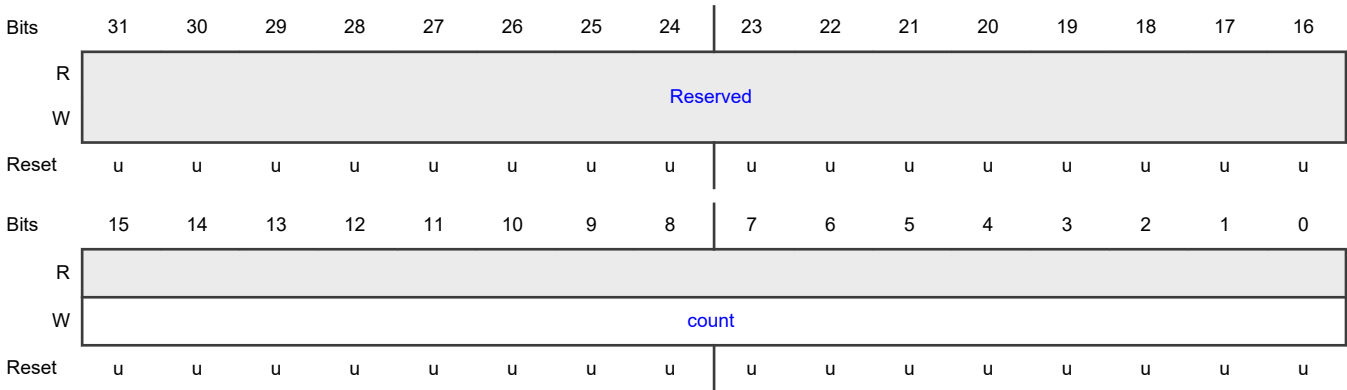 Bits 31 30 29 28 27 26 25 24 23 22 21 20 19 18 17 16
R
Reserved
W
Reset u u u u u u u u u u u u u u u u
Bits 15 14 13 12 11 10 9 8 7 6 5 4 3 2 1 0
R
W count
Reset u u u u u u u u u u u u u u u u